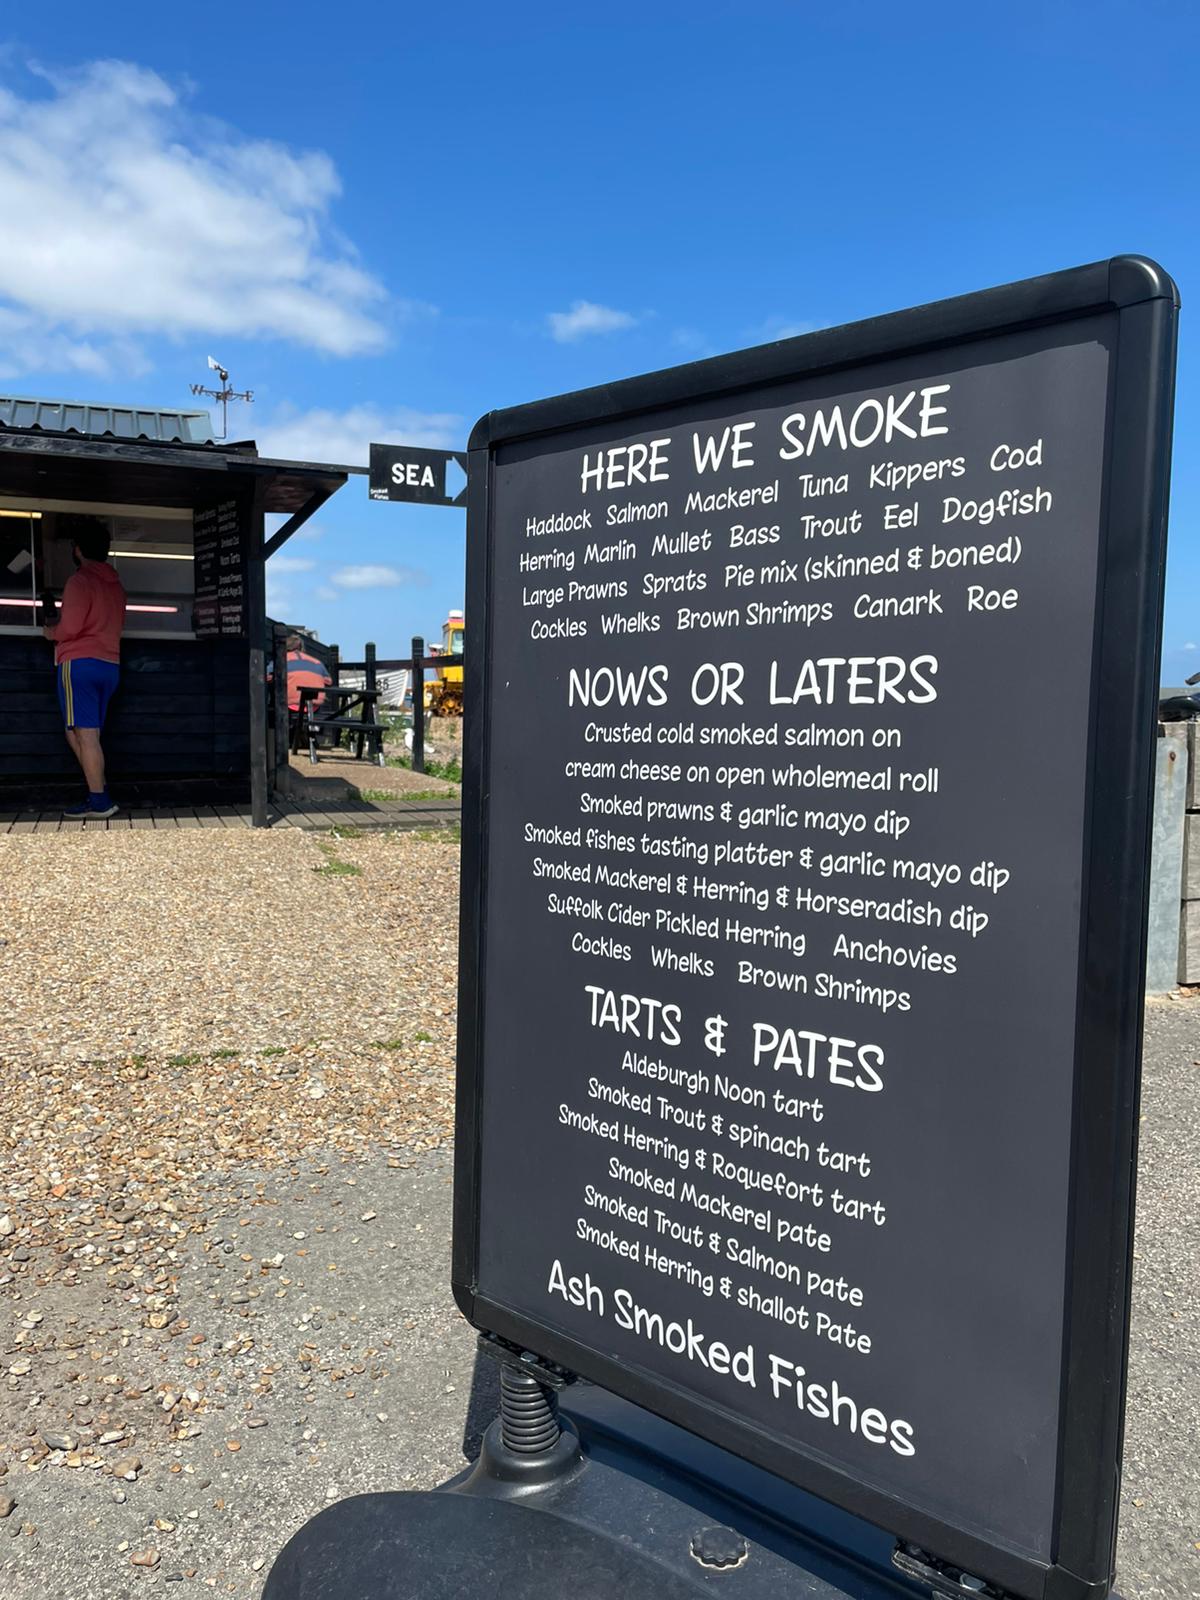 W E
SEA
Smoked Fishes
HERE WE SMOKE
Haddock Salmon Mackerel Tuna Kippers Cod
Herring Marlin Mullet Bass Trout Eel Dogfish
Large Prawns Sprats Pie mix (skinned & boned)
Cockles Whelks Brown Shrimps Canark Roe
NOWS OR LATERS
Crusted cold smoked salmon on
cream cheese on open wholemeal roll
Smoked prawns & garlic mayo dip
Smoked fishes tasting platter & garlic mayo dip
Smoked Mackerel & Herring & Horseradish dip
Suffolk Cider Pickled Herring Anchovies
Cockles Whelks Brown Shrimps
TARTS & PATES
Aldeburgh Noon tart
Smoked Trout & spinach tart
Smoked Herring & Roquefort tart
Smoked Mackerel pate
Smoked Trout & Salmon pate
Smoked Herring & shallot Pate
Ash Smoked Fishes